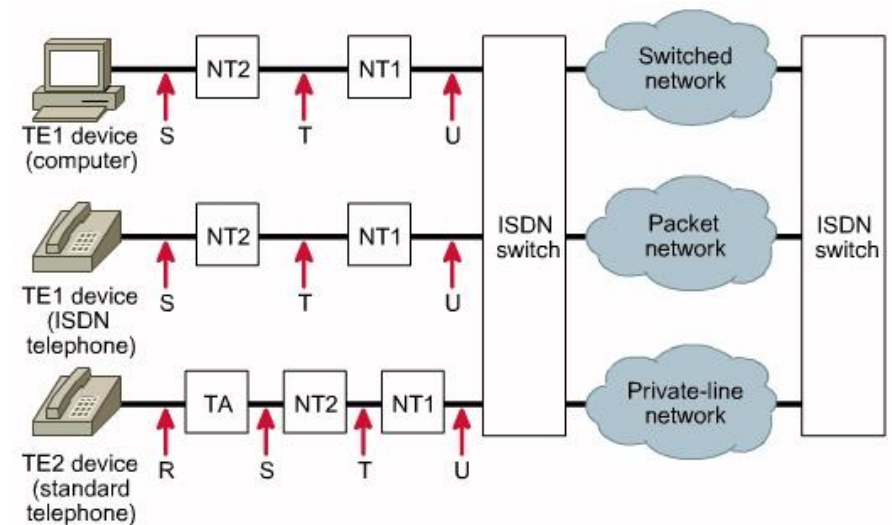 NT2
NT1
Switched
network
TE1 device
(computer)
S
T
U
NT2
NT1
ISDN
switch
Packet
network
ISDN
switch
TE1 device
(ISDN
telephone)
S
T
U
TA
NT2
NT1
Private-line
network
TE2 device
(standard
telephone)
R
S
T
U